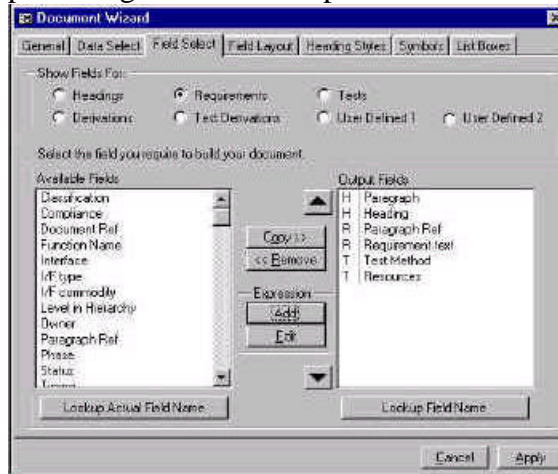 Document Wizard
General Data Select Field Select Field Layout Heading Styles Symbols List Boxes
Show Fields For:
Headings Requirements Tests
Derivations Test Derivations User Defined 1 User Defined 2
Select the field you require to build your document.
Available Fields
Classification
Compliance
Document Ref
Function Name
Interface
I/F type
I/F commodity
Level in Hierarchy
Owner
Paragraph Ref
Phase
Status
Copy >>
<< Remove
Expression
Add
Edit
Output Fields
H Paragraph
H Heading
R Paragraph Ref
R Requirement text
T Test Method
T Resources
Lookup Actual Field Name
Lookup Field Name
Cancel Apply